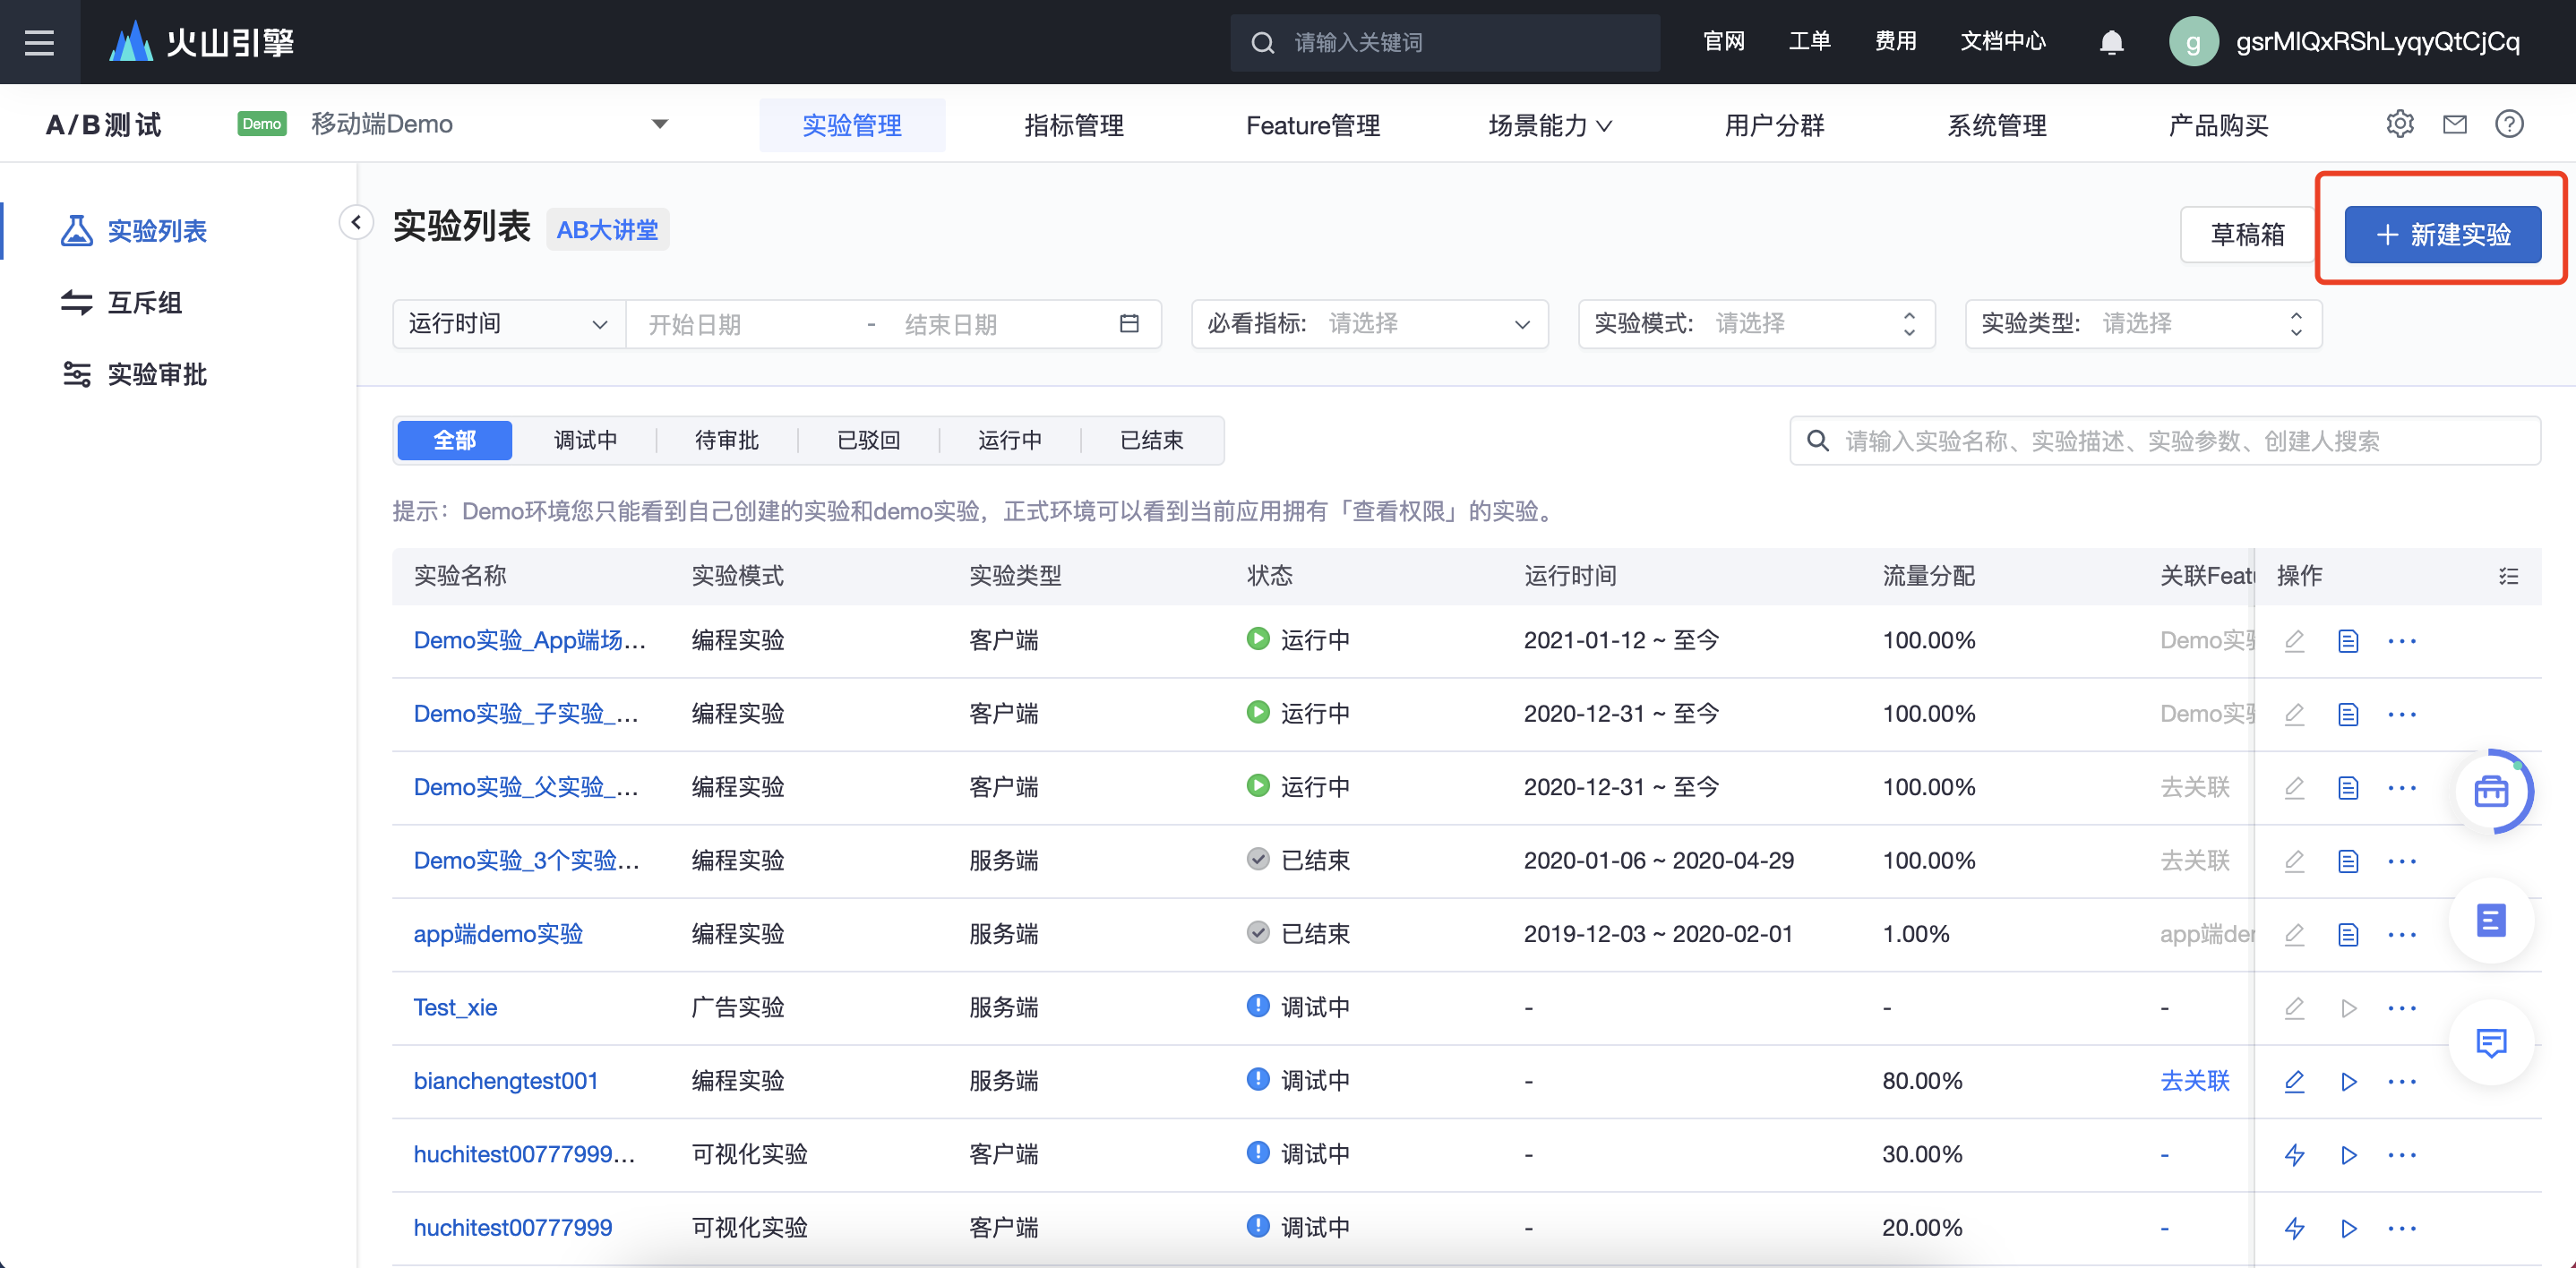 火山引擎
请输入关键词
官网 工单 费用 文档中心 g gsrMlQxRShLyqyQtCjCq
A/B测试 Demo 移动端Demo 实验管理 指标管理 Feature管理 场景能力 用户分群 系统管理 产品购买
实验列表
互斥组
实验审批
实验列表 AB大讲堂 草稿箱 + 新建实验
运行时间 开始日期 - 结束日期 必看指标: 请选择 实验模式: 请选择 实验类型: 请选择
全部 调试中 待审批 已驳回 运行中 已结束 请输入实验名称、实验描述、实验参数、创建人搜索
提示：Demo环境您只能看到自己创建的实验和demo实验，正式环境可以看到当前应用拥有「查看权限」的实验。
实验名称 实验模式 实验类型 状态 运行时间 流量分配 关联Featu 操作
Demo实验_App端场... 编程实验 客户端 运行中 2021-01-12 ~ 至今 100.00% Demo实验 ...
Demo实验_子实验_... 编程实验 客户端 运行中 2020-12-31 ~ 至今 100.00% Demo实验 ...
Demo实验_父实验_... 编程实验 客户端 运行中 2020-12-31 ~ 至今 100.00% 去关联 ...
Demo实验_3个实验... 编程实验 服务端 已结束 2020-01-06 ~ 2020-04-29 100.00% 去关联 ...
app端demo实验 编程实验 服务端 已结束 2019-12-03 ~ 2020-02-01 1.00% app端der ...
Test_xie 广告实验 服务端 调试中 - - - ...
bianchengtest001 编程实验 服务端 调试中 - 80.00% 去关联 ...
huchitest00777999... 可视化实验 客户端 调试中 - 30.00% - ...
huchitest00777999 可视化实验 客户端 调试中 - 20.00% - ...